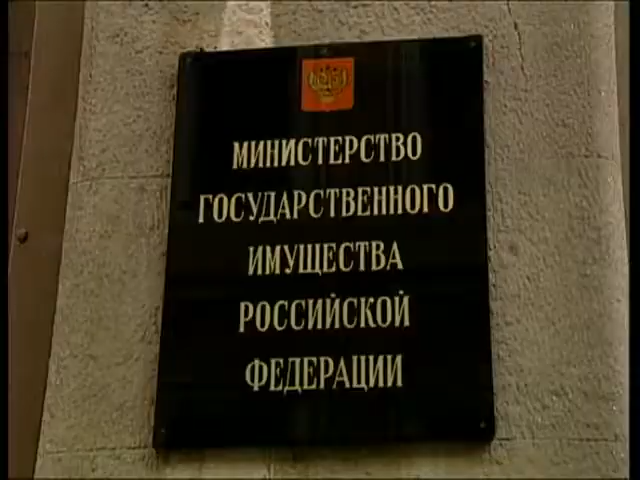 МИНИСТЕРСТВО
ГОСУДАРСТВЕННОГО
ИМУЩЕСТВА
РОССИЙСКОЙ
ФЕДЕРАЦИИ